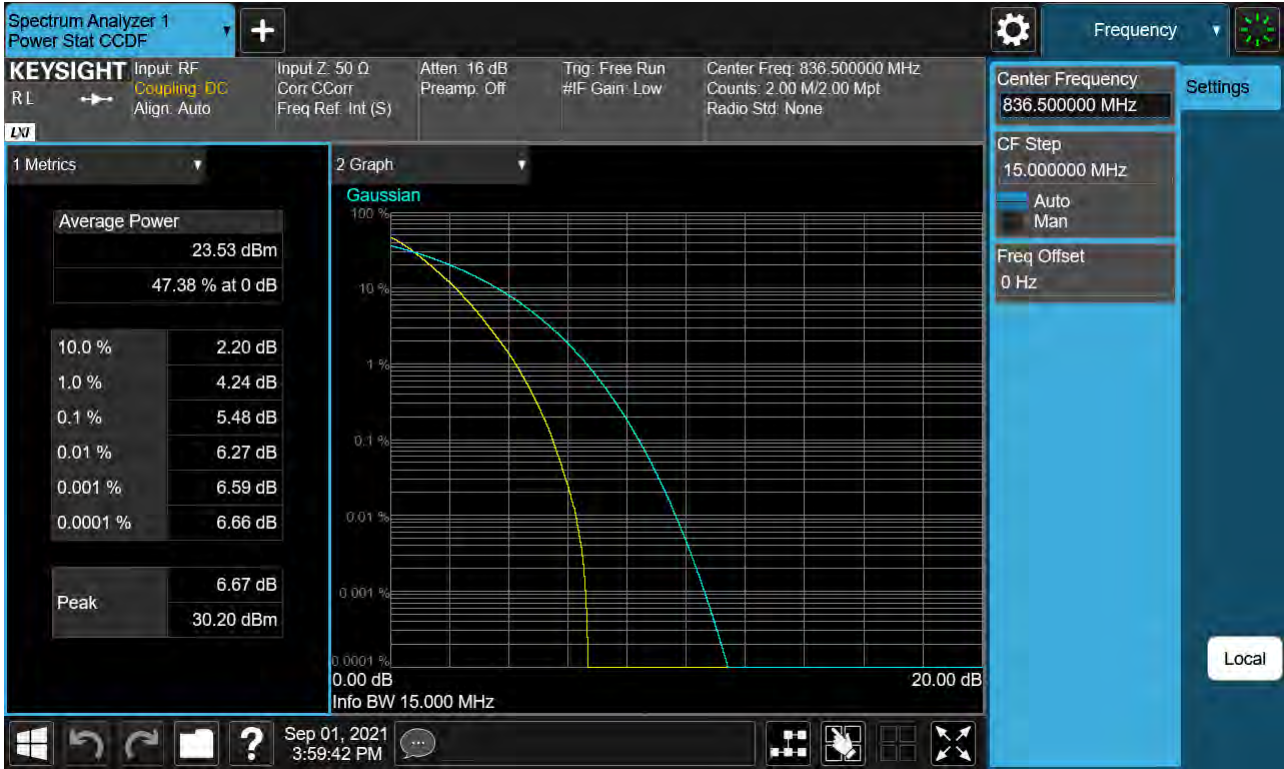 Spectrum Analyzer 1
Power Stat CCDF
Frequency
KEYSIGHT
R L
LXI
Input: RF
Coupling: DC
Align: Auto
Input Z: 50 Ω
Corr CCorr
Freq Ref: Int (S)
Atten: 16 dB
Preamp: Off
Trig: Free Run
#IF Gain: Low
Center Freq: 836.500000 MHz
Counts: 2.00 M/2.00 Mpt
Radio Std: None
Center Frequency
836.500000 MHz
Settings
CF Step
15.000000 MHz
Auto
Man
Freq Offset
0 Hz
1 Metrics
Average Power
23.53 dBm
47.38 % at 0 dB
10.0 % 2.20 dB
1.0 % 4.24 dB
0.1 % 5.48 dB
0.01 % 6.27 dB
0.001 % 6.59 dB
0.0001 % 6.66 dB
Peak
6.67 dB
30.20 dBm
2 Graph
Gaussian
100 %
10 %
1 %
0.1 %
0.01 %
0.001 %
0.0001 %
0.00 dB 20.00 dB
Info BW 15.000 MHz
Local
?
Sep 01, 2021
3:59:42 PM